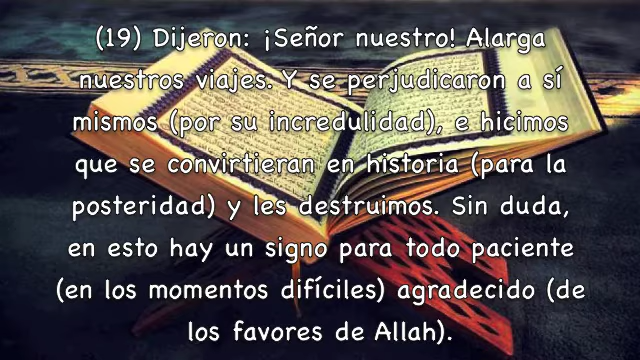 (19) Dijeron: ¡Señor nuestro! Alarga
nuestros viajes. Y se perjudicaron a sí
mismos (por su incredulidad), e hicimos
que se convirtieran en historia (para la
posteridad) y les destruimos. Sin duda,
en esto hay un signo para todo paciente
(en los momentos difíciles) agradecido (de
los favores de Allah).